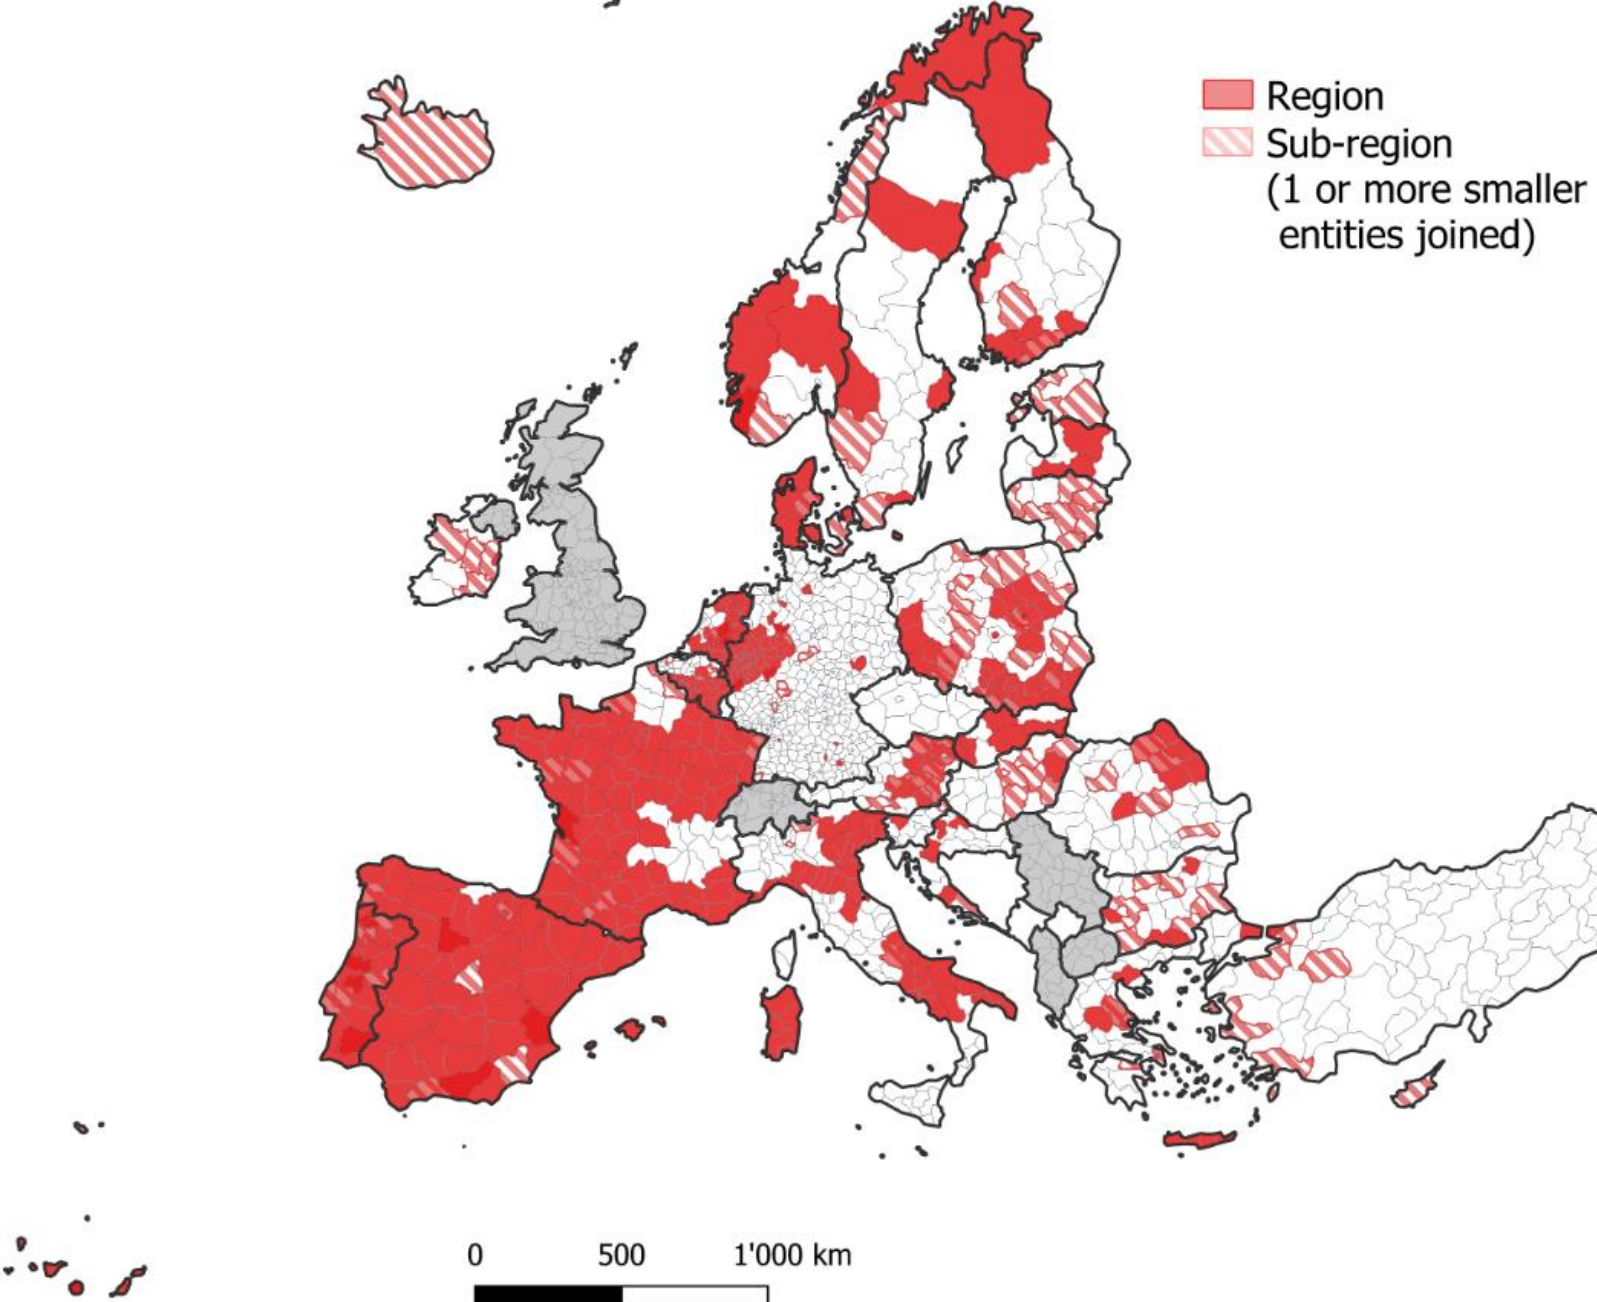 Region
Sub-region
(1 or more smaller
entities joined)
0 500 1'000 km